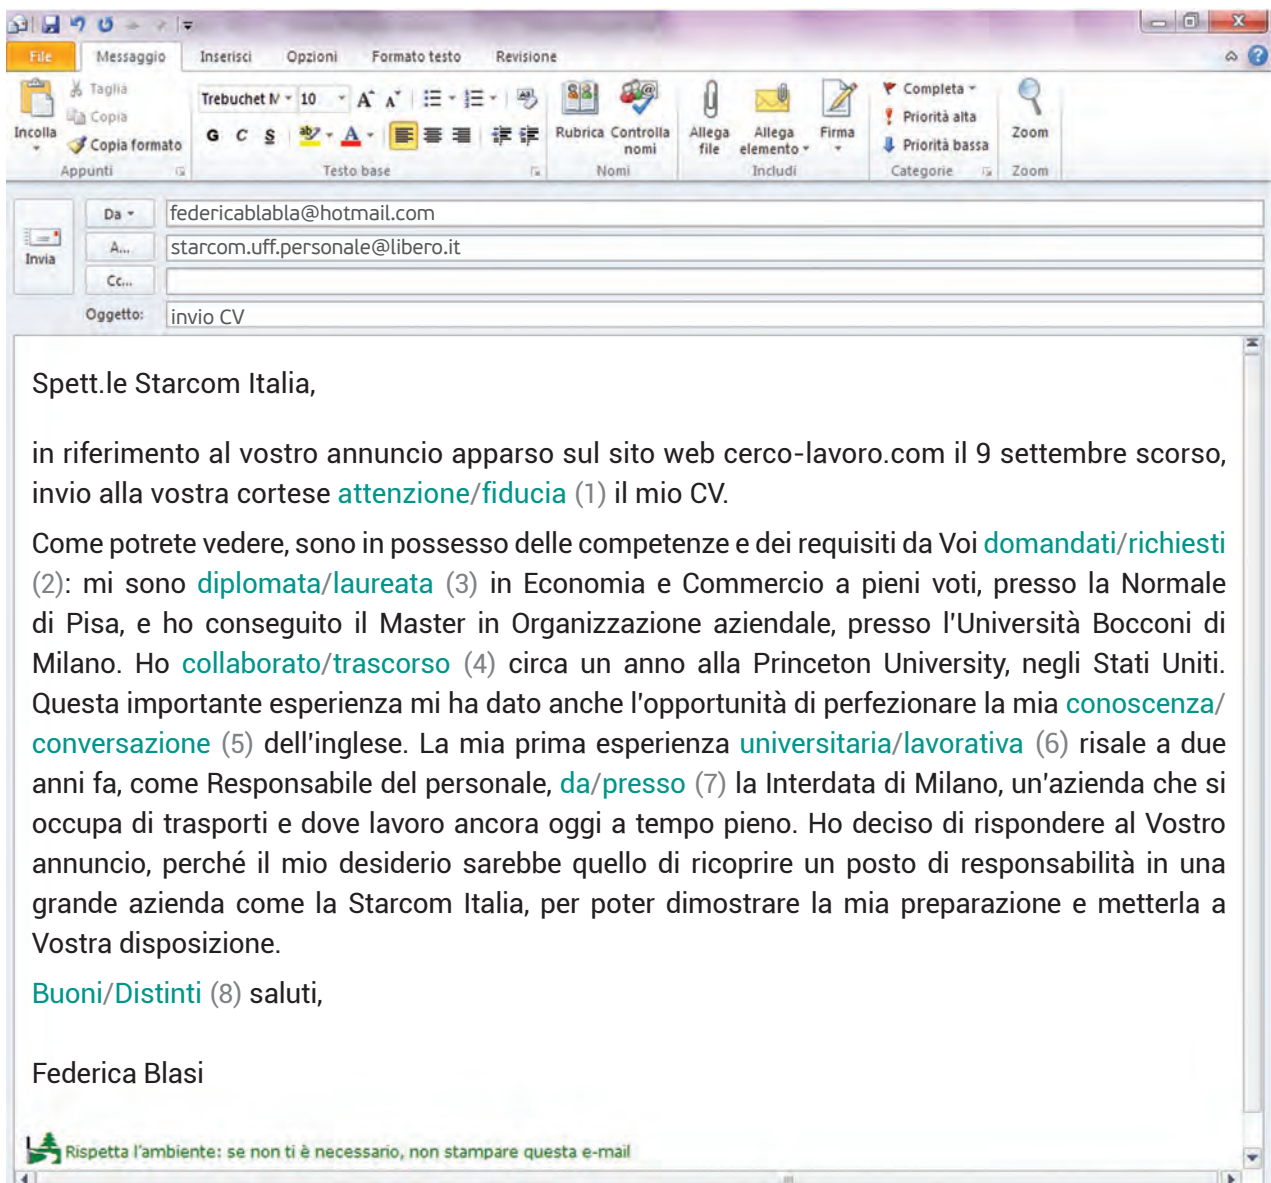 File Messaggio Inserisci Opzioni Formato testo Revisione
Incolla
Taglia
Copia
Copia formato
Appunti
Trebuchet M 10
G C S
Testo base
Rubrica Controlla nomi
Nomi
Allega file Allega elemento Firma
Includi
Completa
Priorità alta
Priorità bassa
Categorie
Zoom
Zoom
Invia
Da federicablabla@hotmail.com
A... starcom.uff.personale@libero.it
Cc...
Oggetto: invio CV
Spett.le Starcom Italia,
in riferimento al vostro annuncio apparso sul sito web cerco-lavoro.com il 9 settembre scorso,
invio alla vostra cortese attenzione/fiducia (1) il mio CV.
Come potrete vedere, sono in possesso delle competenze e dei requisiti da Voi domandati/richiesti
(2): mi sono diplomata/laureata (3) in Economia e Commercio a pieni voti, presso la Normale
di Pisa, e ho conseguito il Master in Organizzazione aziendale, presso l'Università Bocconi di
Milano. Ho collaborato/trascorso (4) circa un anno alla Princeton University, negli Stati Uniti.
Questa importante esperienza mi ha dato anche l'opportunità di perfezionare la mia conoscenza/
conversazione (5) dell'inglese. La mia prima esperienza universitaria/lavorativa (6) risale a due
anni fa, come Responsabile del personale, da/presso (7) la Interdata di Milano, un'azienda che si
occupa di trasporti e dove lavoro ancora oggi a tempo pieno. Ho deciso di rispondere al Vostro
annuncio, perché il mio desiderio sarebbe quello di ricoprire un posto di responsabilità in una
grande azienda come la Starcom Italia, per poter dimostrare la mia preparazione e metterla a
Vostra disposizione.
Buoni/Distinti (8) saluti,
Federica Blasi
Rispetta l'ambiente: se non ti è necessario, non stampare questa e-mail